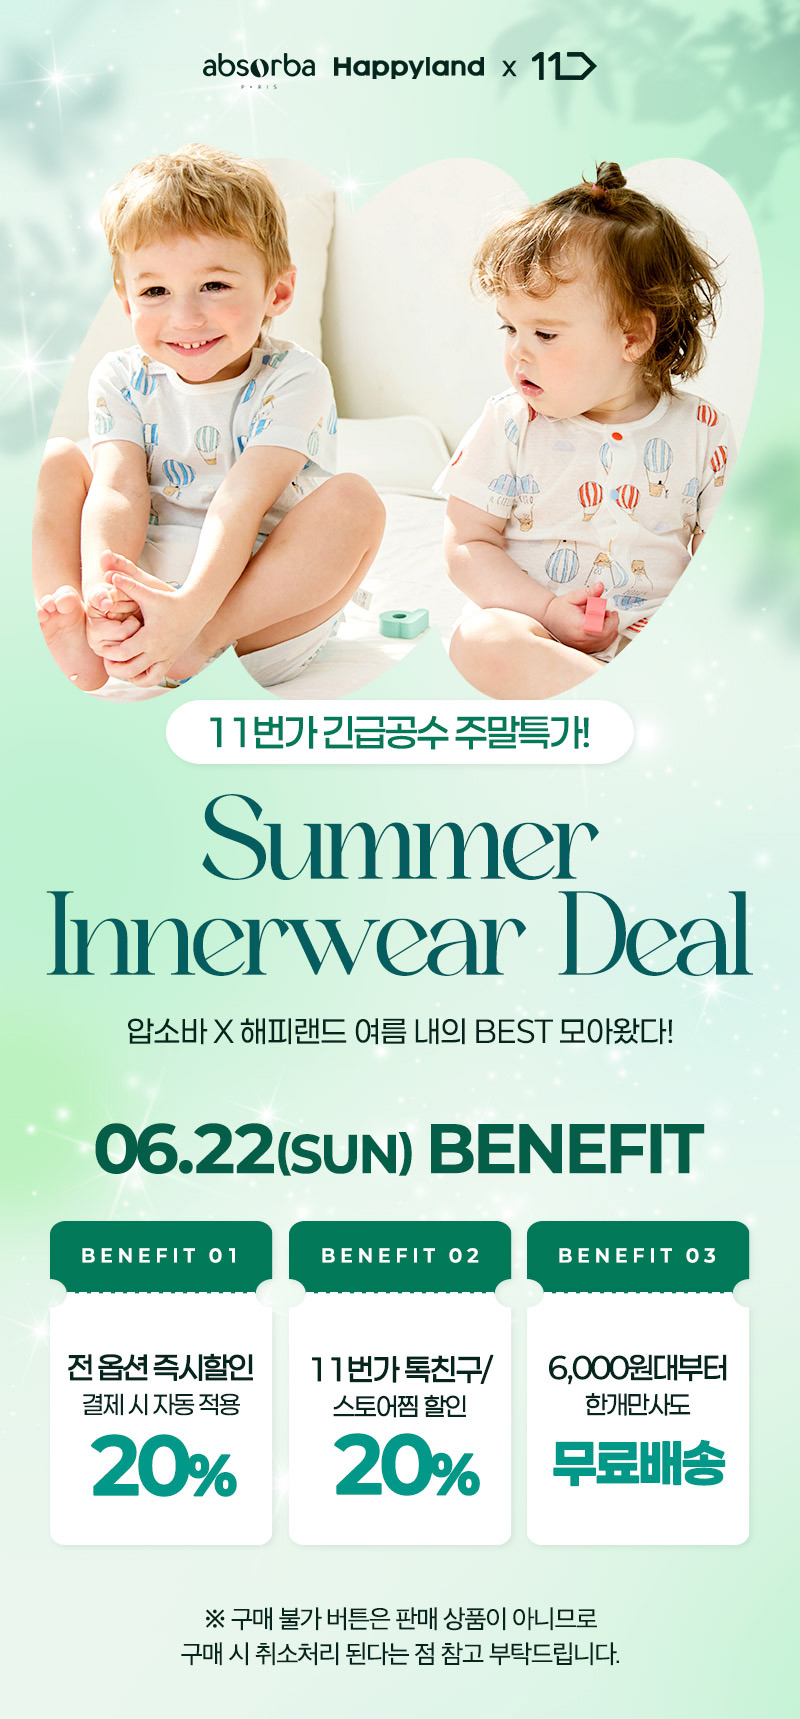 absorba Happyland x 11
PARIS
11번가 긴급공수 주말특가!
Summer
Innerwear Deal
압소바 X 해피랜드 여름 내의 BEST 모아왔다!
06.22(SUN) BENEFIT
BENEFIT 01
전 옵션 즉시할인
결제 시 자동 적용
20%
BENEFIT 02
11번가 톡친구/
스토어찜 할인
20%
BENEFIT 03
6,000원대부터
한개만사도
무료배송
※ 구매 불가 버튼은 판매 상품이 아니므로
구매 시 취소처리 된다는 점 참고 부탁드립니다.